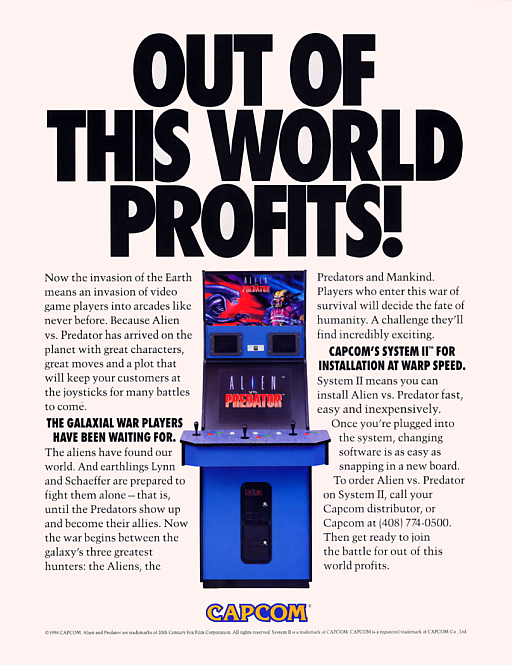 OUT OF
THIS WORLD
PROFITS!
Now the invasion of the Earth
means an invasion of video
game players into arcades like
never before. Because Alien
vs. Predator has arrived on the
planet with great characters,
great moves and a plot that
will keep your customers at
the joysticks for many battles
to come.
THE GALAXIAL WAR PLAYERS
HAVE BEEN WAITING FOR.
The aliens have found our
world. And earthlings Lynn
and Schaeffer are prepared to
fight them alone – that is,
until the Predators show up
and become their allies. Now
the war begins between the
galaxy's three greatest
hunters: the Aliens, the
ALIEN
PREDATOR
ALIEN
VS.
PREDATOR
Predators and Mankind.
Players who enter this war of
survival will decide the fate of
humanity. A challenge they'll
find incredibly exciting.
CAPCOM'S SYSTEM II™ FOR
INSTALLATION AT WARP SPEED.
System II means you can
install Alien vs. Predator fast,
easy and inexpensively.
Once you're plugged into
the system, changing
software is as easy as
snapping in a new board.
To order Alien vs. Predator
on System II, call your
Capcom distributor, or
Capcom at (408) 774-0500.
Then get ready to join
the battle for out of this
world profits.
CAPCOM®
© 1994 CAPCOM. Alien and Predator are trademarks of 20th Century Fox Film Corporation. All rights reserved. System II is a trademark of CAPCOM. CAPCOM is a registered trademark of CAPCOM Co., Ltd